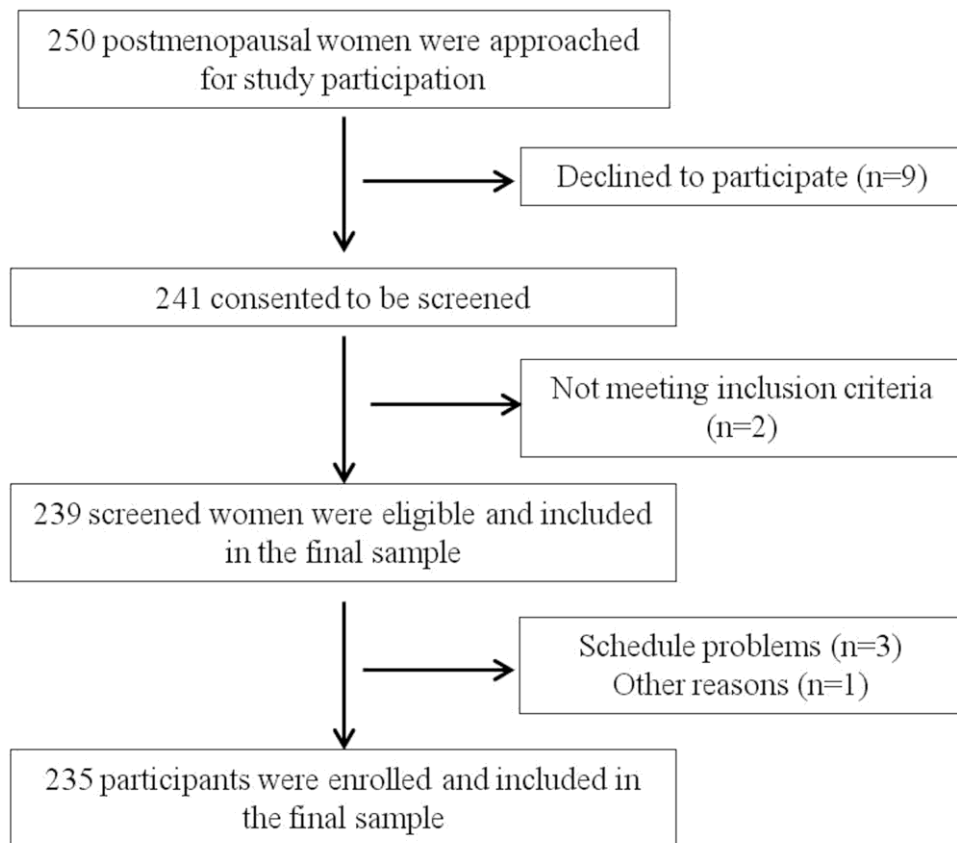 250 postmenopausal women were approached
for study participation
Declined to participate (n=9)
241 consented to be screened
Not meeting inclusion criteria
(n=2)
239 screened women were eligible and included
in the final sample
Schedule problems (n=3)
Other reasons (n=1)
235 participants were enrolled and included in
the final sample